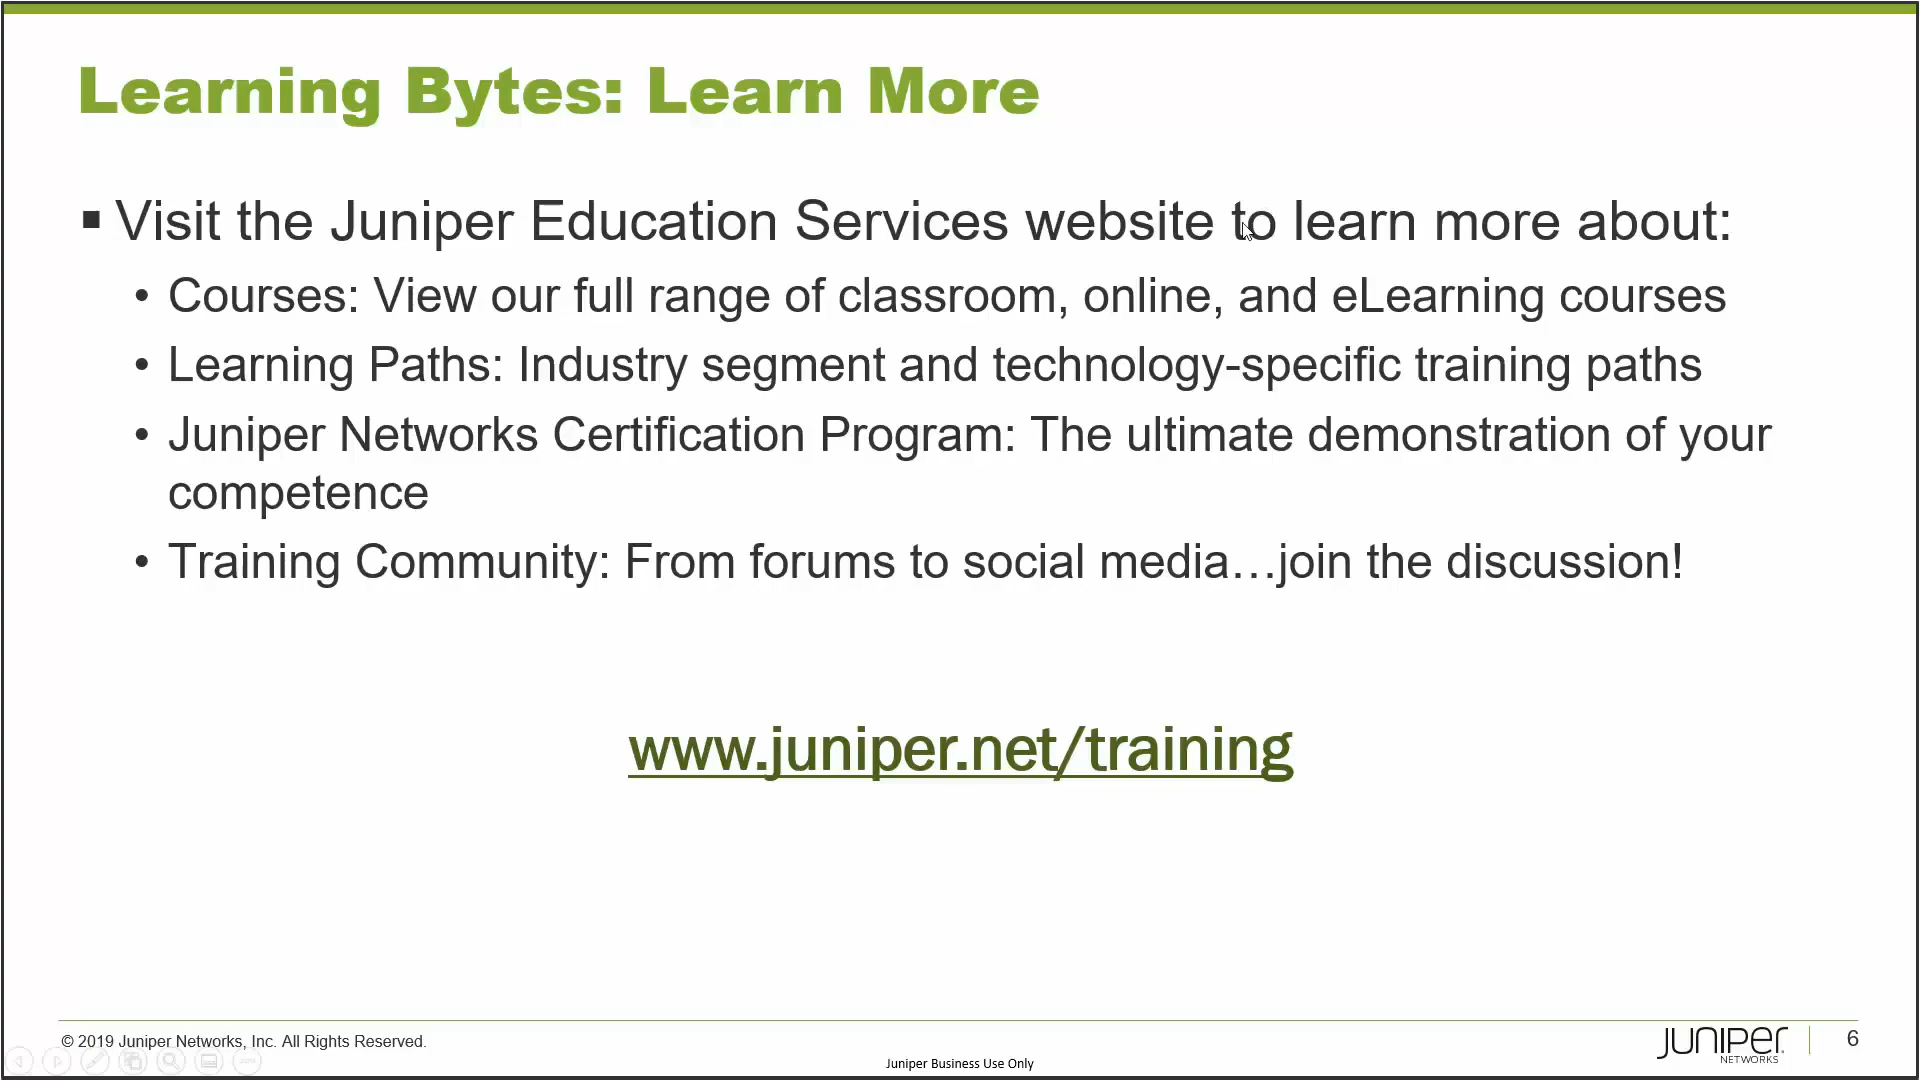 Learning Bytes: Learn More
▪ Visit the Juniper Education Services website to learn more about:
• Courses: View our full range of classroom, online, and eLearning courses
• Learning Paths: Industry segment and technology-specific training paths
• Juniper Networks Certification Program: The ultimate demonstration of your
competence
• Training Community: From forums to social media…join the discussion!
www.juniper.net/training
© 2019 Juniper Networks, Inc. All Rights Reserved.
JUNIPER
NETWORKS
6
Juniper Business Use Only